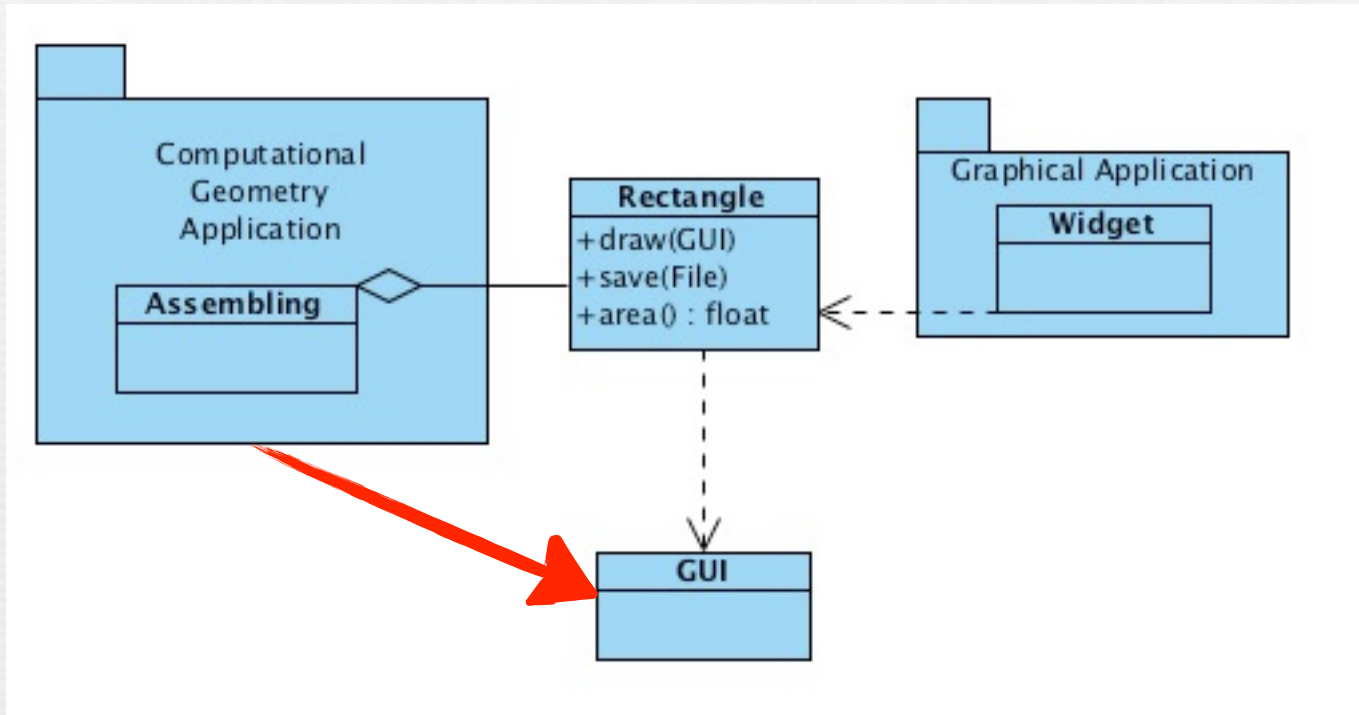 Computational
Geometry
Application
Assembling
Rectangle
+draw(GUI)
+save(File)
+area() : float
Graphical Application
Widget
GUI